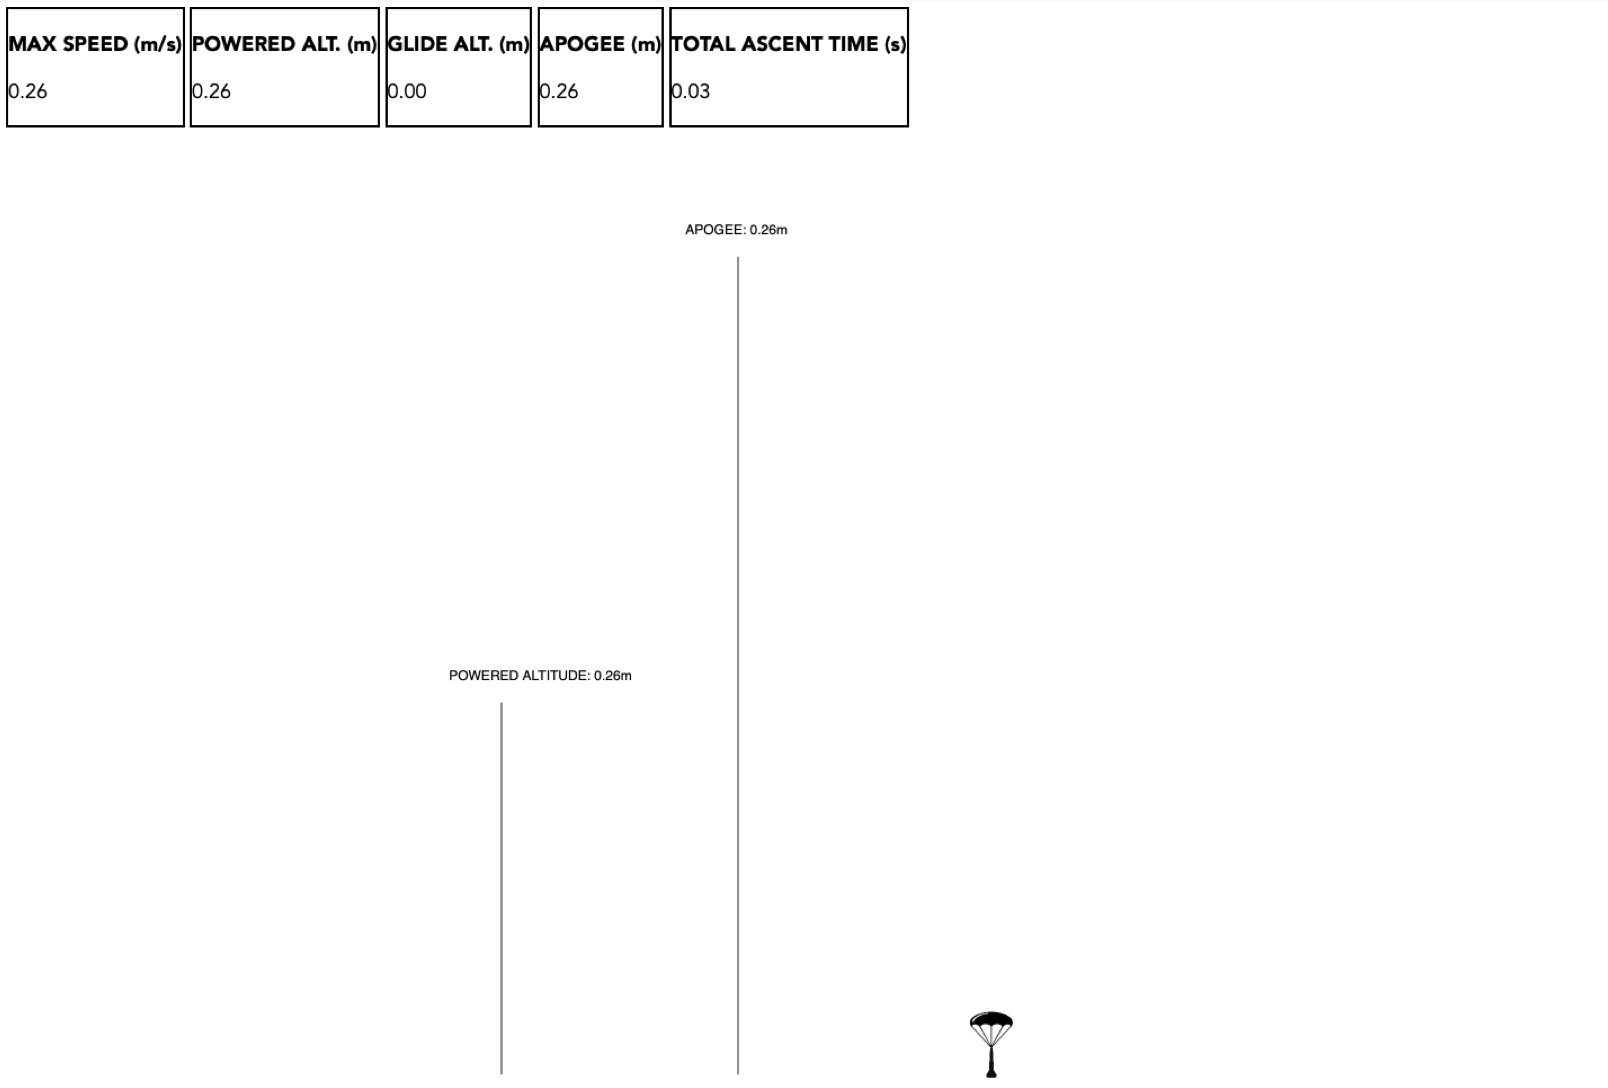 MAX SPEED (m/s) POWERED ALT. (m) GLIDE ALT. (m) APOGEE (m) TOTAL ASCENT TIME (s)
0.26 0.26 0.00 0.26 0.03
APOGEE: 0.26m
POWERED ALTITUDE: 0.26m